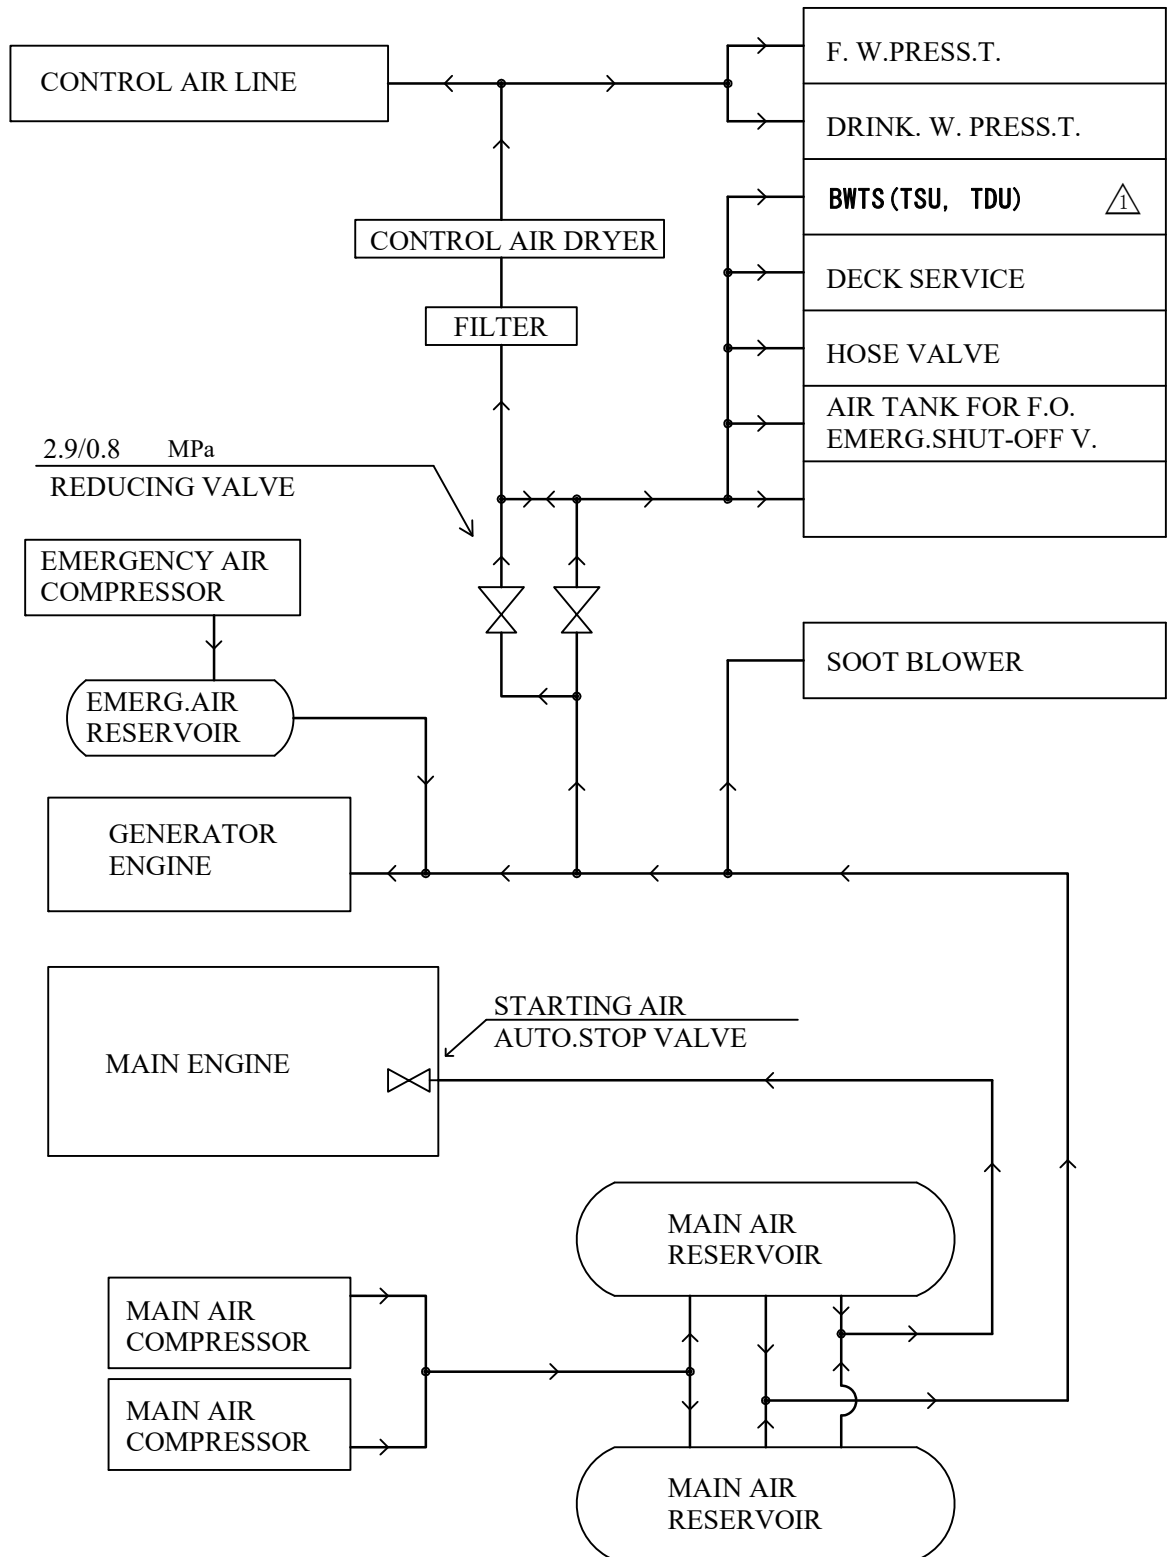 F. W.PRESS.T.
CONTROL AIR LINE
DRINK. W. PRESS.T.
BWTS(TSU, TDU) 1
CONTROL AIR DRYER
DECK SERVICE
FILTER
HOSE VALVE
AIR TANK FOR F.O.
EMERG.SHUT-OFF V.
2.9/0.8 MPa
REDUCING VALVE
EMERGENCY AIR
COMPRESSOR
SOOT BLOWER
EMERG.AIR
RESERVOIR
GENERATOR
ENGINE
STARTING AIR
AUTO.STOP VALVE
MAIN ENGINE
MAIN AIR
RESERVOIR
MAIN AIR
COMPRESSOR
MAIN AIR
COMPRESSOR
MAIN AIR
RESERVOIR